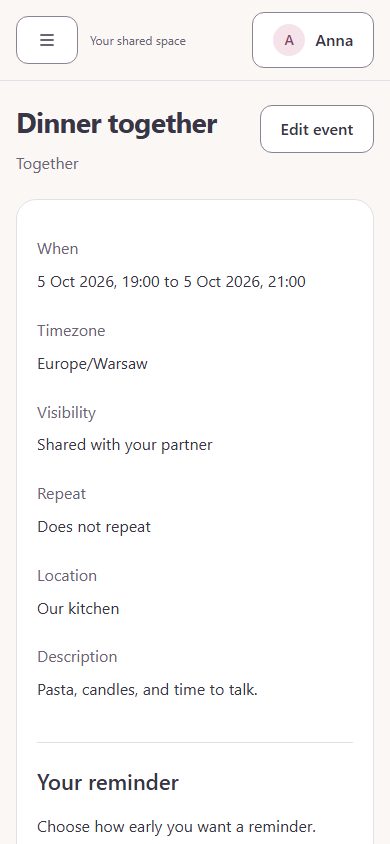 Your shared space
A
Anna
Dinner together
Edit event
Together
When
5 Oct 2026, 19:00 to 5 Oct 2026, 21:00
Timezone
Europe/Warsaw
Visibility
Shared with your partner
Repeat
Does not repeat
Location
Our kitchen
Description
Pasta, candles, and time to talk.
Your reminder
Choose how early you want a reminder.